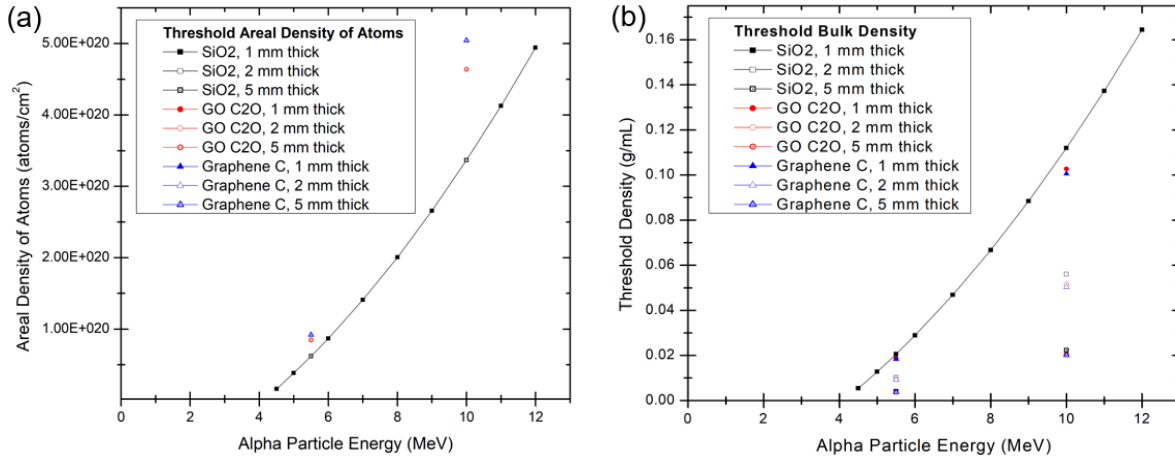 (a)
Threshold Areal Density of Atoms
SiO2, 1 mm thick
SiO2, 2 mm thick
SiO2, 5 mm thick
GO C2O, 1 mm thick
GO C2O, 2 mm thick
GO C2O, 5 mm thick
Graphene C, 1 mm thick
Graphene C, 2 mm thick
Graphene C, 5 mm thick
5.00E+020
4.00E+020
3.00E+020
2.00E+020
1.00E+020
Areal Density of Atoms (atoms/cm²)
0 2 4 6 8 10 12
Alpha Particle Energy (MeV)
(b)
Threshold Bulk Density
SiO2, 1 mm thick
SiO2, 2 mm thick
SiO2, 5 mm thick
GO C2O, 1 mm thick
GO C2O, 2 mm thick
GO C2O, 5 mm thick
Graphene C, 1 mm thick
Graphene C, 2 mm thick
Graphene C, 5 mm thick
0.16
0.14
0.12
0.10
0.08
0.06
0.04
0.02
0.00
Threshold Density (g/mL)
0 2 4 6 8 10 12
Alpha Particle Energy (MeV)